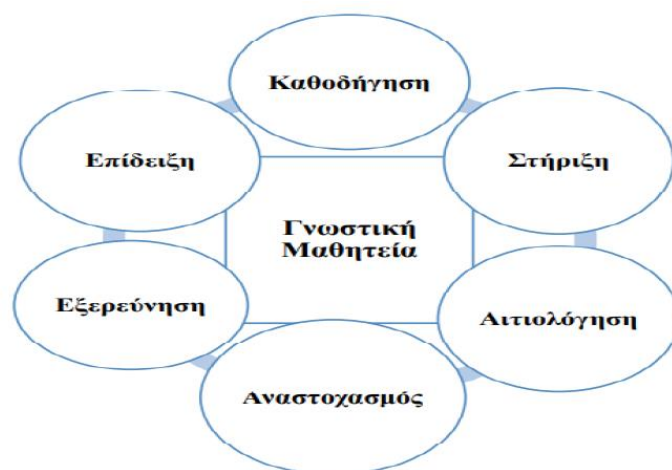 Καθοδήγηση
Επίδειξη
Στήριξη
Γνωστική
Μαθητεία
Εξερεύνηση
Αιτιολόγηση
Αναστοχασμός